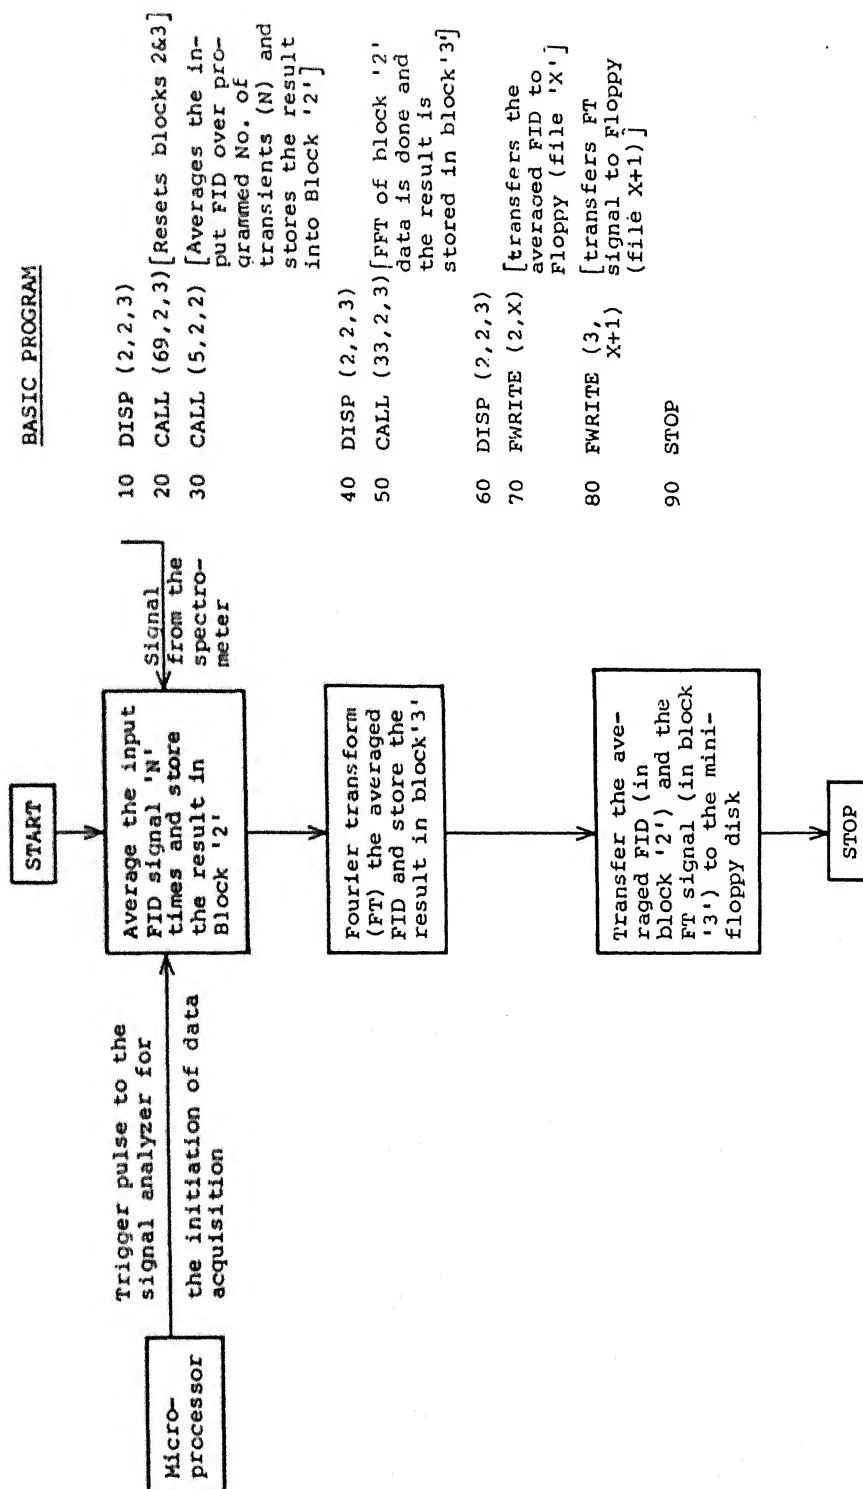 START
Micro-
processor
Trigger pulse to the
signal analyzer for
the initiation of data
acquisition
Average the input
FID signal 'N'
times and store
the result in
Block '2'
Signal
from the
spectro-
meter
Fourier transform
(FT) the averaged
FID and store the
result in block'3'
Transfer the ave-
raged FID (in
block '2') and the
FT signal (in block
'3') to the mini-
floppy disk
STOP
BASIC PROGRAM
10 DISP (2,2,3)
20 CALL (69,2,3)[Resets blocks 2&3]
30 CALL (5,2,2) [Averages the in-
put FID over pro-
grammed No. of
transients (N) and
stores the result
into Block '2']
40 DISP (2,2,3)
50 CALL (33,2,3)[FFT of block '2'
data is done and
the result is
stored in block'3']
60 DISP (2,2,3)
70 FWRITE (2,X) [transfers the
averaged FID to
Floppy (file 'X']
80 FWRITE (3, [transfers FT
X+1) signal to Floppy
(file X+1)]
90 STOP